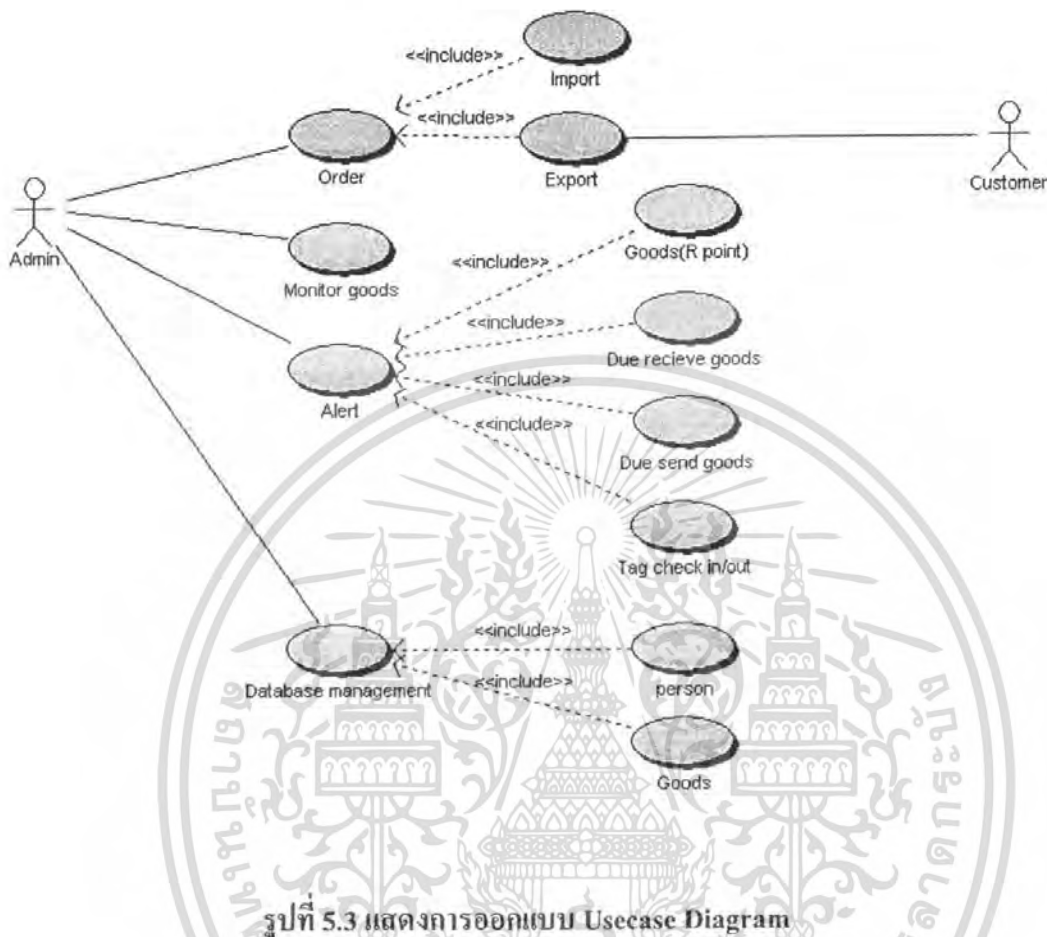 <<include>>
Import
<<include>>
Order
Export
Customer
Admin
Goods(R point)
<<include>>
Monitor goods
<<include>>
Due recieve goods
<<include>>
Alert
<<include>>
Due send goods
Tag check in/out
<<include>>
Database management
person
<<include>>
Goods
รูปที่ 5.3 แสดงการออกแบบ Usecase Diagram